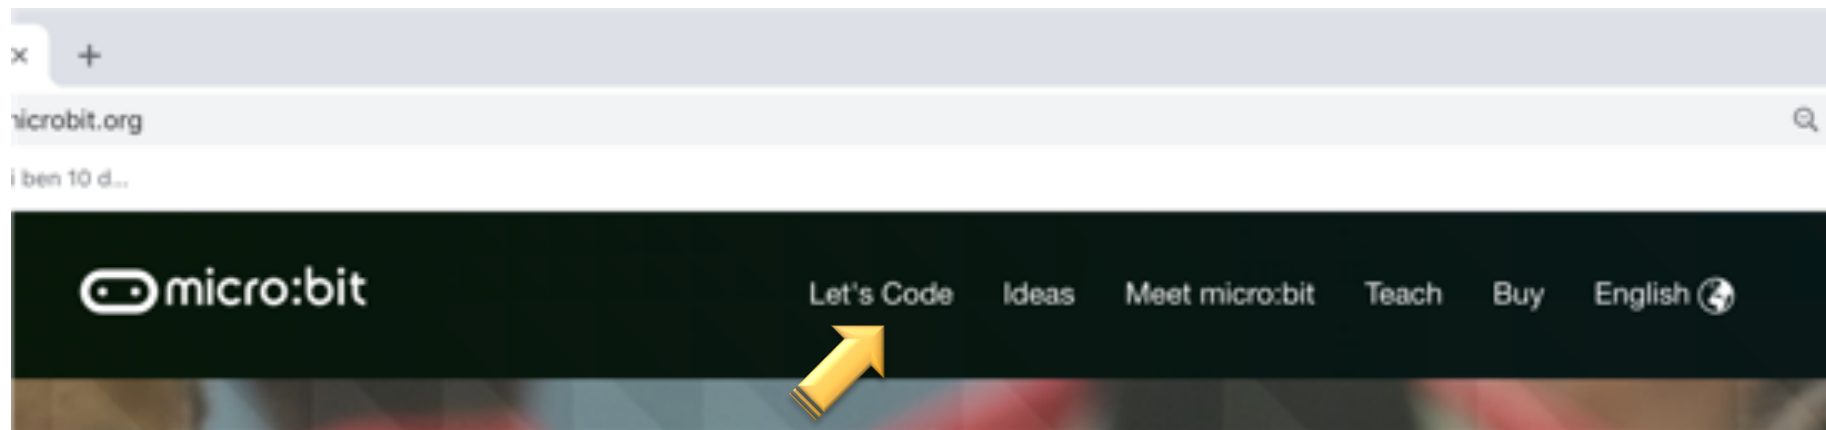 icrobit.org
i ben 10 d...
micro:bit
Let's Code Ideas Meet micro:bit Teach Buy English